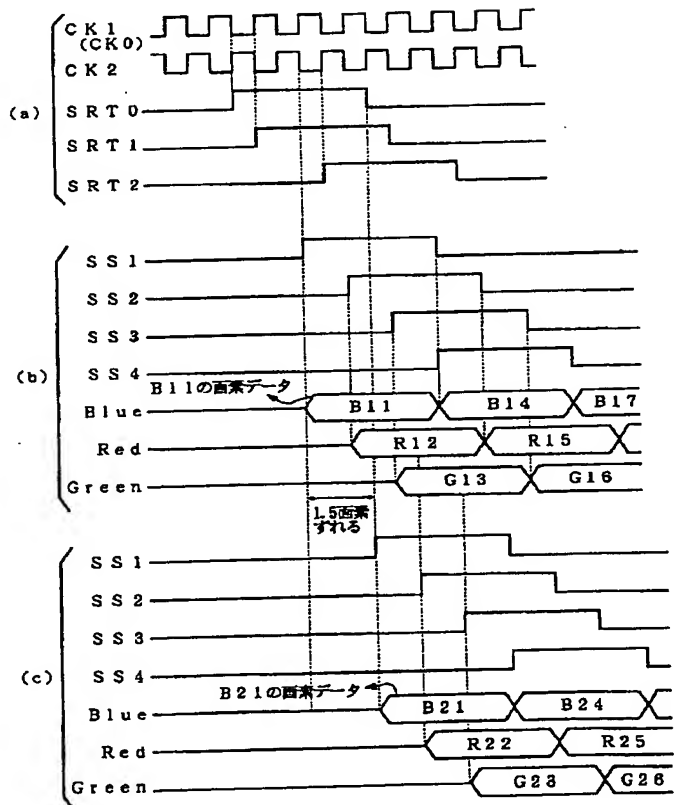 (a)
CK1
(CK0)
CK2
SRT0
SRT1
SRT2
(b)
SS1
SS2
SS3
SS4
B11の画素データ
Blue B11 B14 B17
Red R12 R15
Green G13 G16
1.5画素
ずれる
(c)
SS1
SS2
SS3
SS4
B21の画素データ
Blue B21 B24
Red R22 R25
Green G23 G26